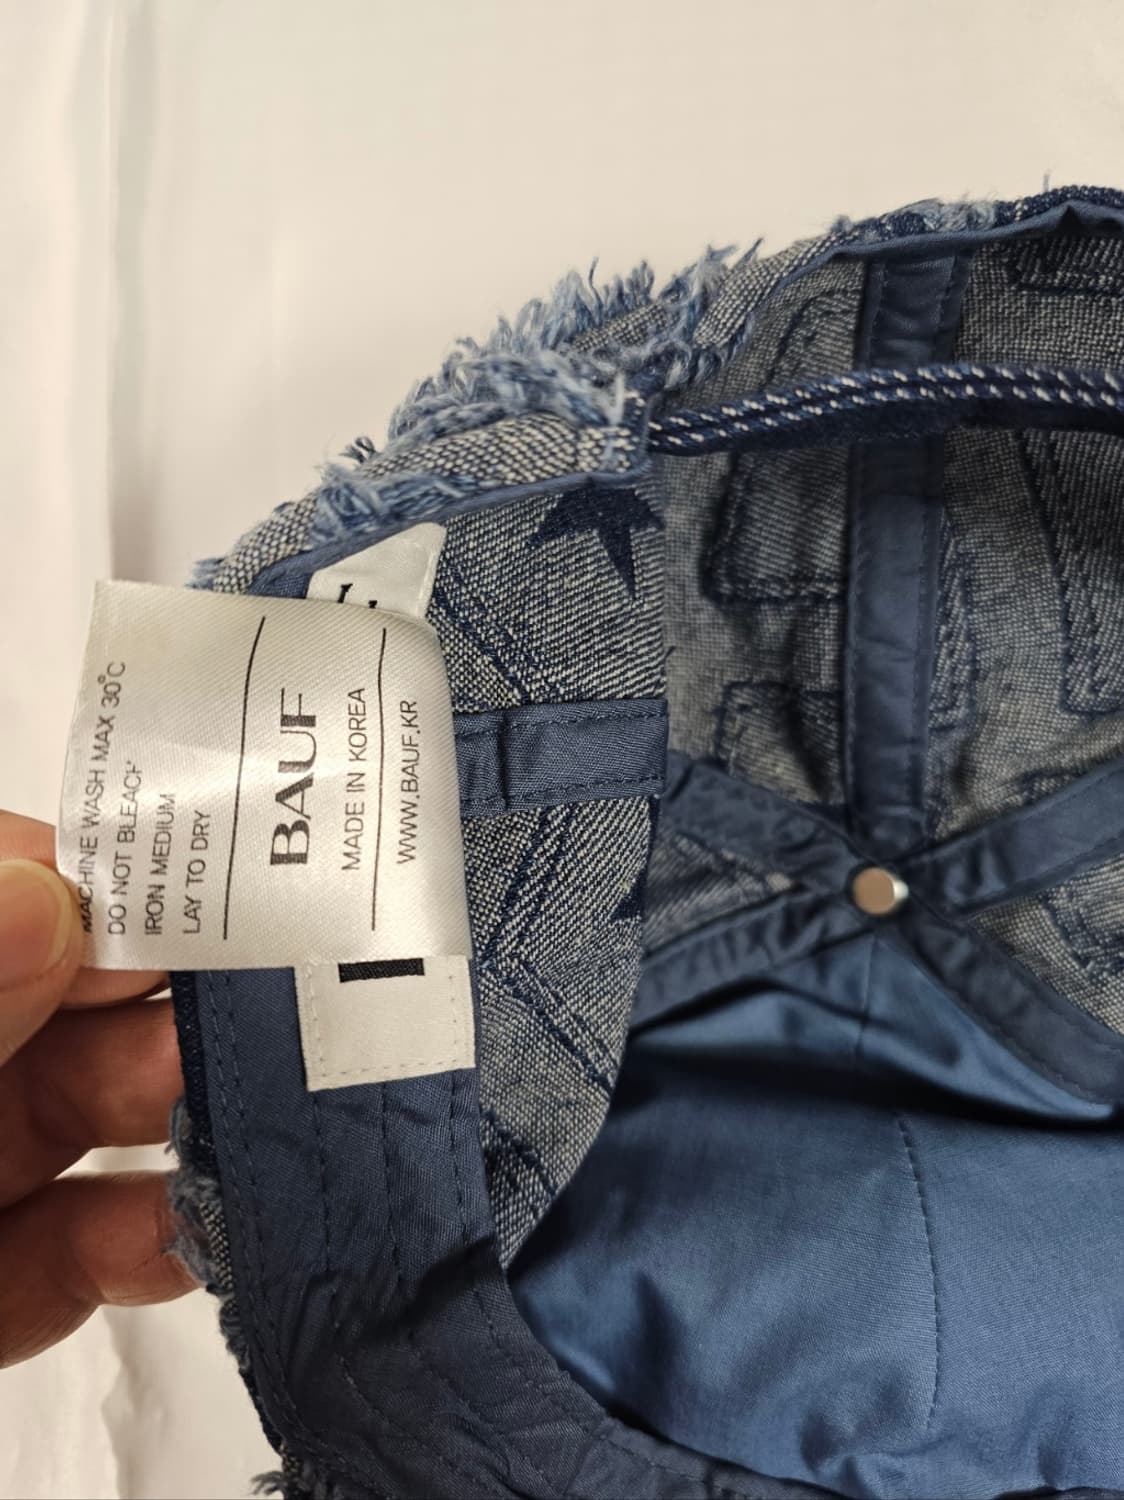 MACHINE WASH MAX 30°C
DO NOT BLEACH
IRON MEDIUM
LAY TO DRY
BAUF
MADE IN KOREA
WWW.BAUF.KR